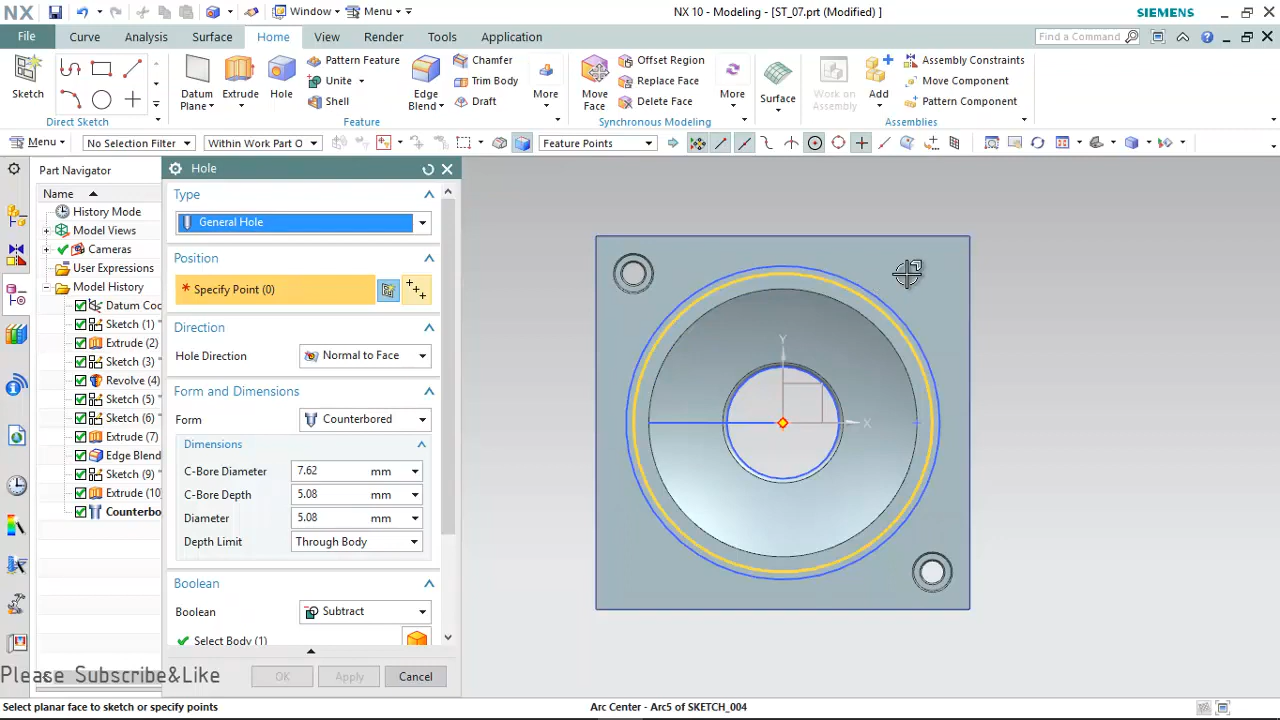 NX
Window
Menu
NX 10 - Modeling - [ST_07.prt (Modified) ]
SIEMENS
File
Curve
Analysis
Surface
Home
View
Render
Tools
Application
Find a Command
Sketch
Direct Sketch
Datum
Plane
Extrude
Hole
Pattern Feature
Unite
Shell
Edge
Blend
Chamfer
Trim Body
Draft
More
Feature
Move
Face
Offset Region
Replace Face
Delete Face
More
Synchronous Modeling
Surface
Work on
Assembly
Add
Assembly Constraints
Move Component
Pattern Component
Assemblies
Menu
No Selection Filter
Within Work Part O
Feature Points
Part Navigator
Name
History Mode
Model Views
Cameras
User Expressions
Model History
Datum Coo
Sketch (1) "
Extrude (2)
Sketch (3) "
Revolve (4)
Sketch (5) "
Sketch (6) "
Extrude (7)
Edge Blend
Sketch (9) "
Extrude (10)
Counterbo
Hole
Type
General Hole
Position
* Specify Point (0)
Direction
Hole Direction
Normal to Face
Form and Dimensions
Form
Counterbored
Dimensions
C-Bore Diameter
7.62 mm
C-Bore Depth
5.08 mm
Diameter
5.08 mm
Depth Limit
Through Body
Boolean
Boolean
Subtract
Select Body (1)
OK
Apply
Cancel
Y
X
Please Subscribe&Like
Select planar face to sketch or specify points
Arc Center - Arc5 of SKETCH_004